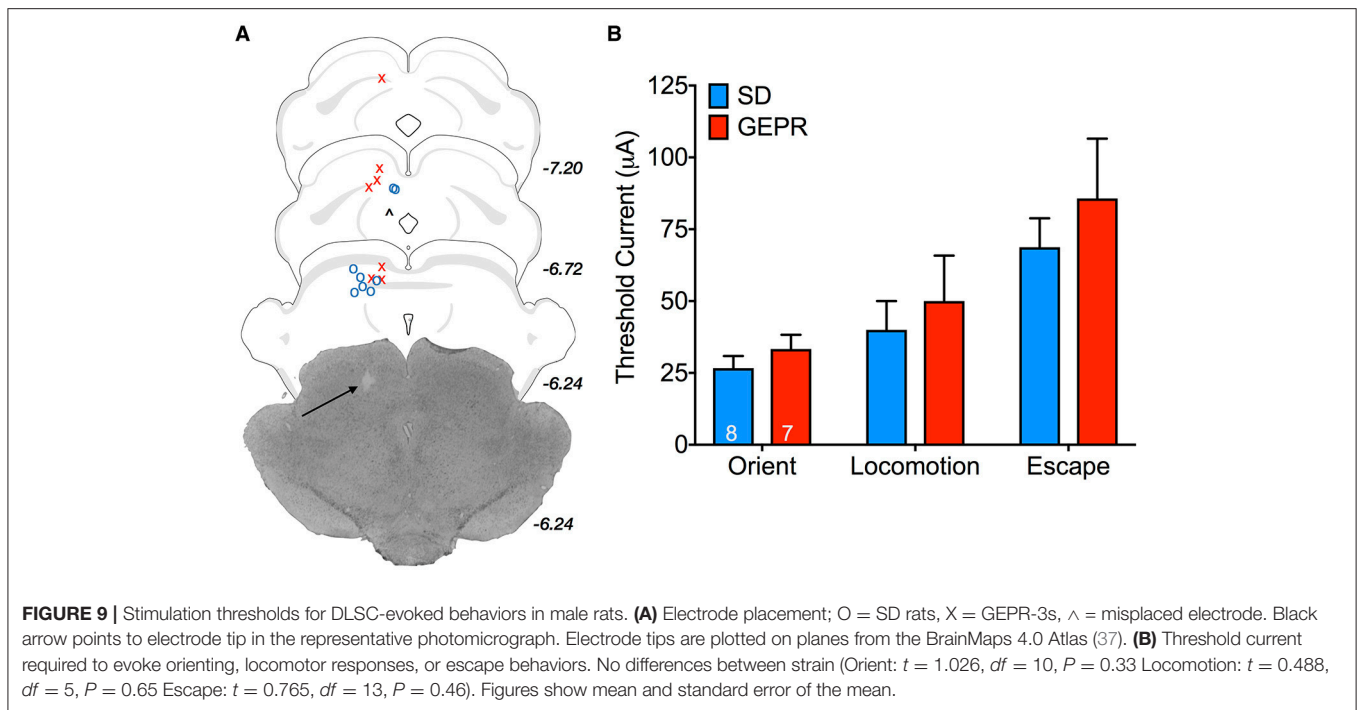 A
B
X
-7.20
X
X
X
O
O
^
-6.72
O
X
O
X
X
O
O
O
O
-6.24
-6.24
125
100
75
50
25
0
Threshold Current (μA)
SD
GEPR
8
7
Orient
Locomotion
Escape
FIGURE 9 | Stimulation thresholds for DLSC-evoked behaviors in male rats. (A) Electrode placement; O = SD rats, X = GEPR-3s, ∧ = misplaced electrode. Black
arrow points to electrode tip in the representative photomicrograph. Electrode tips are plotted on planes from the BrainMaps 4.0 Atlas (37). (B) Threshold current
required to evoke orienting, locomotor responses, or escape behaviors. No differences between strain (Orient: t = 1.026, df = 10, P = 0.33 Locomotion: t = 0.488,
df = 5, P = 0.65 Escape: t = 0.765, df = 13, P = 0.46). Figures show mean and standard error of the mean.